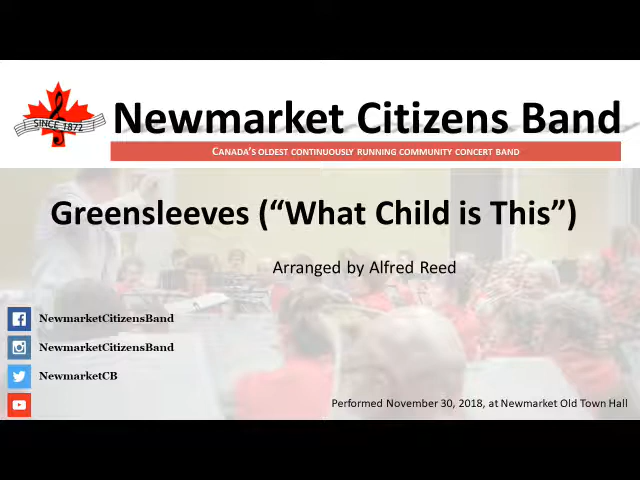 SINCE 1872
Newmarket Citizens Band
CANADA'S OLDEST CONTINUOUSLY RUNNING COMMUNITY CONCERT BAND
Greensleeves (“What Child is This”)
Arranged by Alfred Reed
NewmarketCitizensBand
NewmarketCitizensBand
NewmarketCB
Performed November 30, 2018, at Newmarket Old Town Hall